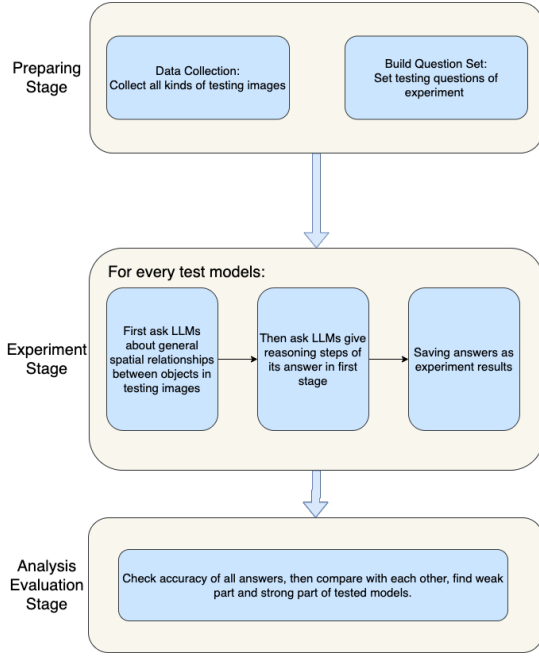 Preparing
Stage
Data Collection:
Collect all kinds of testing images
Build Question Set:
Set testing questions of
experiment
Experiment
Stage
For every test models:
First ask LLMs
about general
spatial relationships
between objects in
testing images
Then ask LLMs give
reasoning steps of
its answer in first
stage
Saving answers as
experiment results
Analysis
Evaluation
Stage
Check accuracy of all answers, then compare with each other, find weak
part and strong part of tested models.